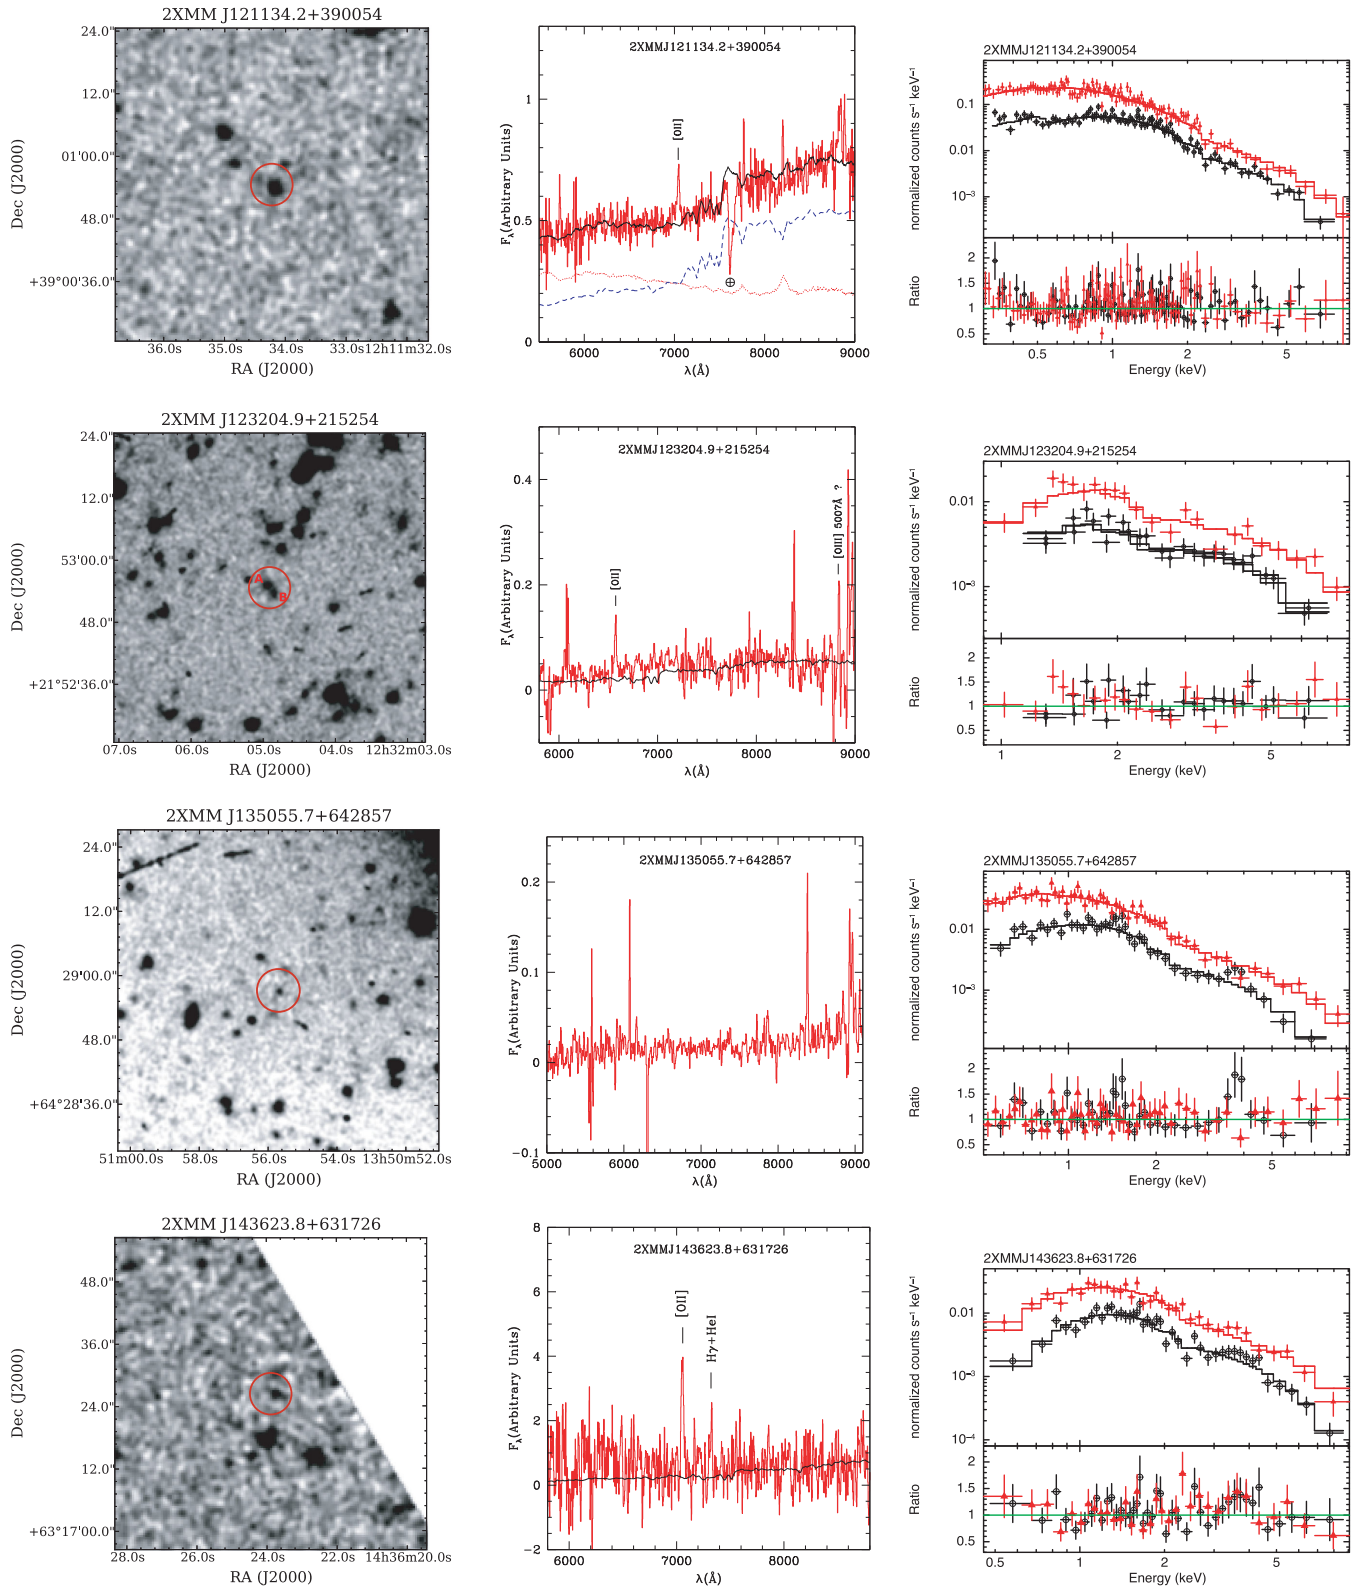 2XMM J121134.2+390054
24.0"
12.0"
01'00.0"
48.0"
+39°00'36.0"
Dec (J2000)
36.0s 35.0s 34.0s 33.0s12h11m32.0s
RA (J2000)
2XMMJ121134.2+390054
[OII]
⊕
1
0.5
0
Fλ(Arbitrary Units)
6000 7000 8000 9000
λ(Å)
2XMMJ121134.2+390054
0.1
0.01
10−3
normalized counts s−1 keV−1
2
1.5
1
0.5
Ratio
0.5 1 2 5
Energy (keV)
2XMM J123204.9+215254
24.0"
12.0"
53'00.0"
48.0"
+21°52'36.0"
Dec (J2000)
A
B
07.0s 06.0s 05.0s 04.0s 12h32m03.0s
RA (J2000)
2XMMJ123204.9+215254
[OII]
[OIII] 5007Å ?
0.4
0.2
0
Fλ(Arbitrary Units)
6000 7000 8000 9000
λ(Å)
2XMMJ123204.9+215254
0.01
10−3
normalized counts s−1 keV−1
2
1.5
1
0.5
Ratio
1 2 5
Energy (keV)
2XMM J135055.7+642857
24.0"
12.0"
29'00.0"
48.0"
+64°28'36.0"
Dec (J2000)
51m00.0s 58.0s 56.0s 54.0s 13h50m52.0s
RA (J2000)
2XMMJ135055.7+642857
0.2
0.1
0
−0.1
Fλ(Arbitrary Units)
5000 6000 7000 8000 9000
λ(Å)
2XMMJ135055.7+642857
0.01
10−3
normalized counts s−1 keV−1
2
1.5
1
0.5
Ratio
1 2 5
Energy (keV)
2XMM J143623.8+631726
48.0"
36.0"
24.0"
12.0"
+63°17'00.0"
Dec (J2000)
28.0s 26.0s 24.0s 22.0s 14h36m20.0s
RA (J2000)
2XMMJ143623.8+631726
[OII]
Hγ+HeI
8
6
4
2
0
−2
Fλ(Arbitrary Units)
6000 7000 8000
λ(Å)
2XMMJ143623.8+631726
0.01
10−3
10−4
normalized counts s−1 keV−1
2
1.5
1
0.5
Ratio
0.5 1 2 5
Energy (keV)